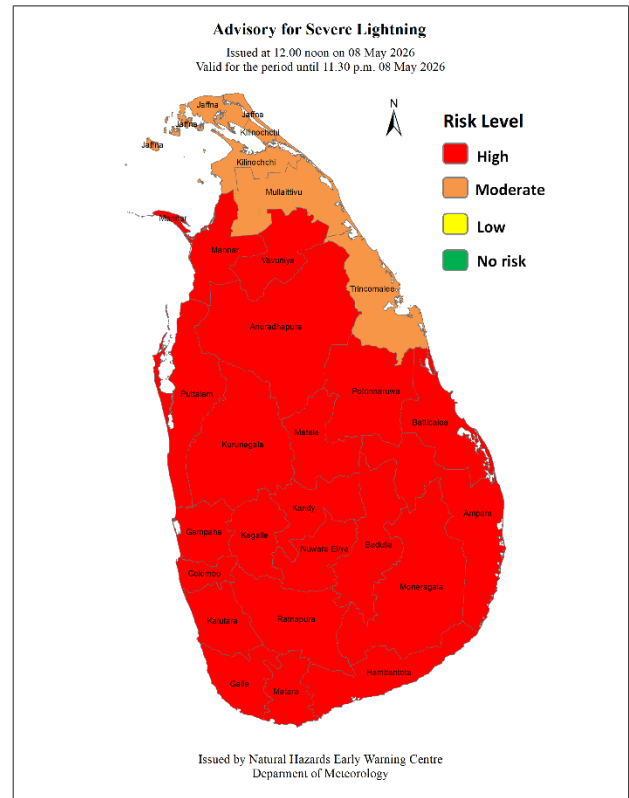 Advisory for Severe Lightning
Issued at 12.00 noon on 08 May 2026
Valid for the period until 11.30 p.m. 08 May 2026
N
Risk Level
High
Moderate
Low
No risk
Jaffna
Jaffna
Jaffna
Kilinochchi
Jaffna
Kilinochchi
Mullaittivu
Mannar
Mannar
Vavuniya
Trincomalee
Anuradhapura
Polonnaruwa
Puttalam
Batticaloa
Matale
Kurunegala
Kandy
Ampara
Gampaha
Kegalle
Nuwara Eliya
Badulla
Colombo
Moneragala
Kalutara
Ratnapura
Hambantota
Galle
Matara
Issued by Natural Hazards Early Warning Centre
Deparment of Meteorology